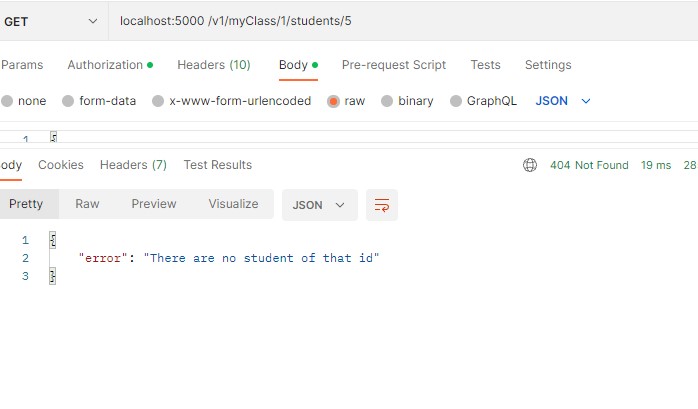 GET localhost:5000 /v1/myClass/1/students/5
Params Authorization Headers (10) Body Pre-request Script Tests Settings
none form-data x-www-form-urlencoded raw binary GraphQL JSON
1 {
ody Cookies Headers (7) Test Results 404 Not Found 19 ms 28
Pretty Raw Preview Visualize JSON
1 {
2 "error": "There are no student of that id"
3 }